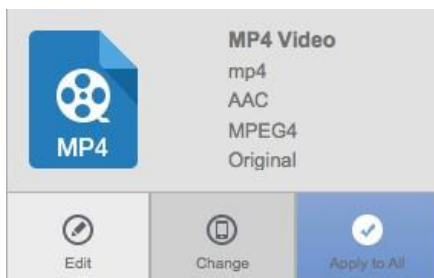 MP4 Video
mp4
AAC
MPEG4
Original
MP4
Edit
Change
Apply to All